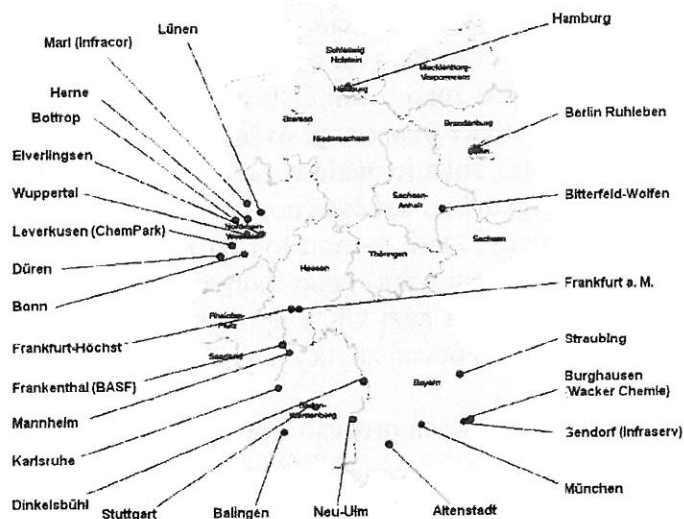 Hamburg
Lünen
Marl (Infracor)
Schleswig
Holstein
Mecklenburg-
Vorpommern
Hamburg
Herne
Bottrop
Bremen
Brandenburg
Berlin Ruhleben
Niedersachsen
Elverlingsen
Wuppertal
Sachsen-
Anhalt
Bitterfeld-Wolfen
Nordrhein-
Westfalen
Leverkusen (ChemPark)
Sachsen
Düren
Hessen
Thüringen
Bonn
Frankfurt a. M.
Rheinland-
Pfalz
Frankfurt-Höchst
Straubing
Saarland
Frankenthal (BASF)
Bayern
Burghausen
(Wacker Chemie)
Mannheim
Baden-
Württemberg
Gendorf (Infraserv)
Karlsruhe
München
Dinkelsbühl
Stuttgart
Balingen
Neu-Ulm
Altenstadt